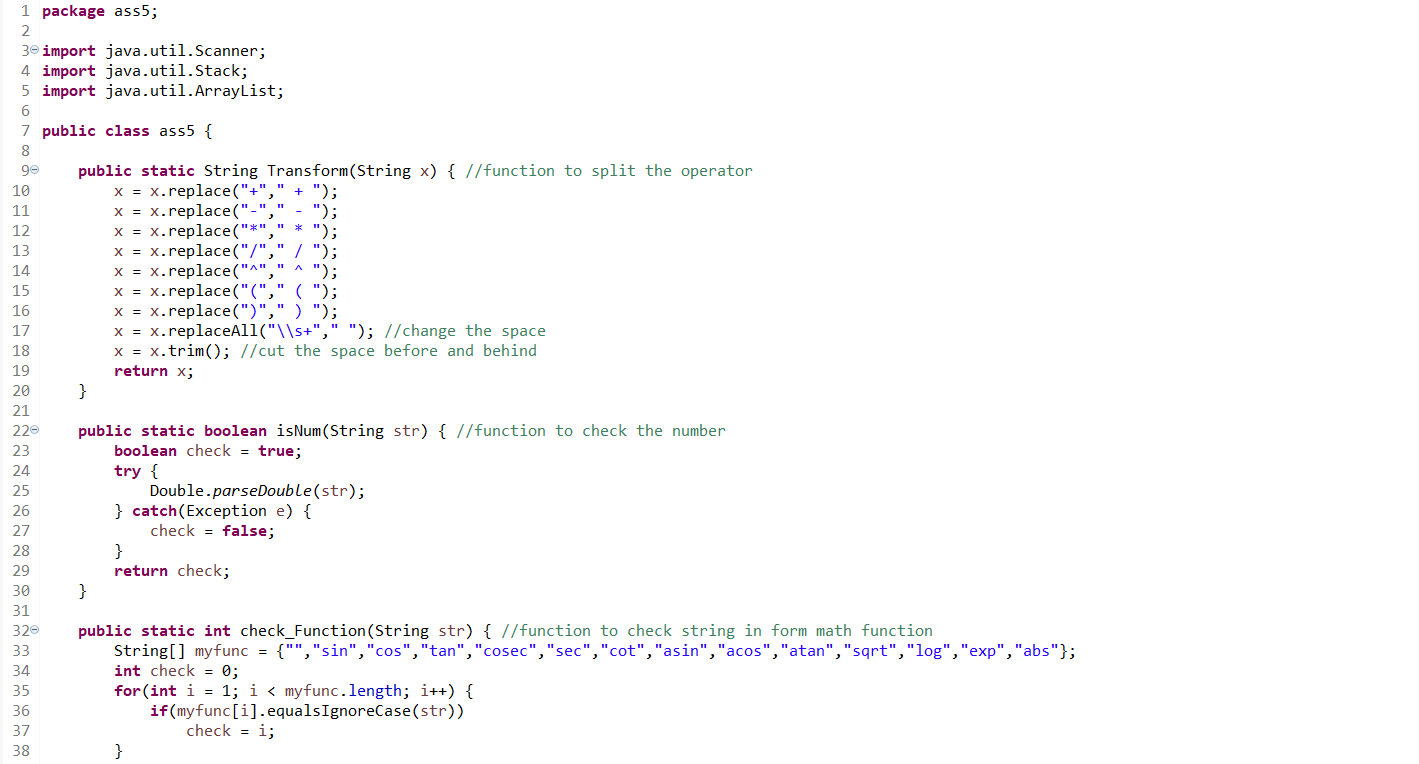 1 package ass5;
2
3 import java.util.Scanner;
4 import java.util.Stack;
5 import java.util.ArrayList;
6
7 public class ass5 {
8
9     public static String Transform(String x) { //function to split the operator
10         x = x.replace("+"," + ");
11         x = x.replace("-"," - ");
12         x = x.replace("*"," * ");
13         x = x.replace("/"," / ");
14         x = x.replace("^"," ^ ");
15         x = x.replace("("," ( ");
16         x = x.replace(")"," ) ");
17         x = x.replaceAll("\\s+"," "); //change the space
18         x = x.trim(); //cut the space before and behind
19         return x;
20     }
21
22     public static boolean isNum(String str) { //function to check the number
23         boolean check = true;
24         try {
25             Double.parseDouble(str);
26         } catch(Exception e) {
27             check = false;
28         }
29         return check;
30     }
31
32     public static int check_Function(String str) { //function to check string in form math function
33         String[] myfunc = {"","sin","cos","tan","cosec","sec","cot","asin","acos","atan","sqrt","log","exp","abs"};
34         int check = 0;
35         for(int i = 1; i < myfunc.length; i++) {
36             if(myfunc[i].equalsIgnoreCase(str))
37                 check = i;
38         }